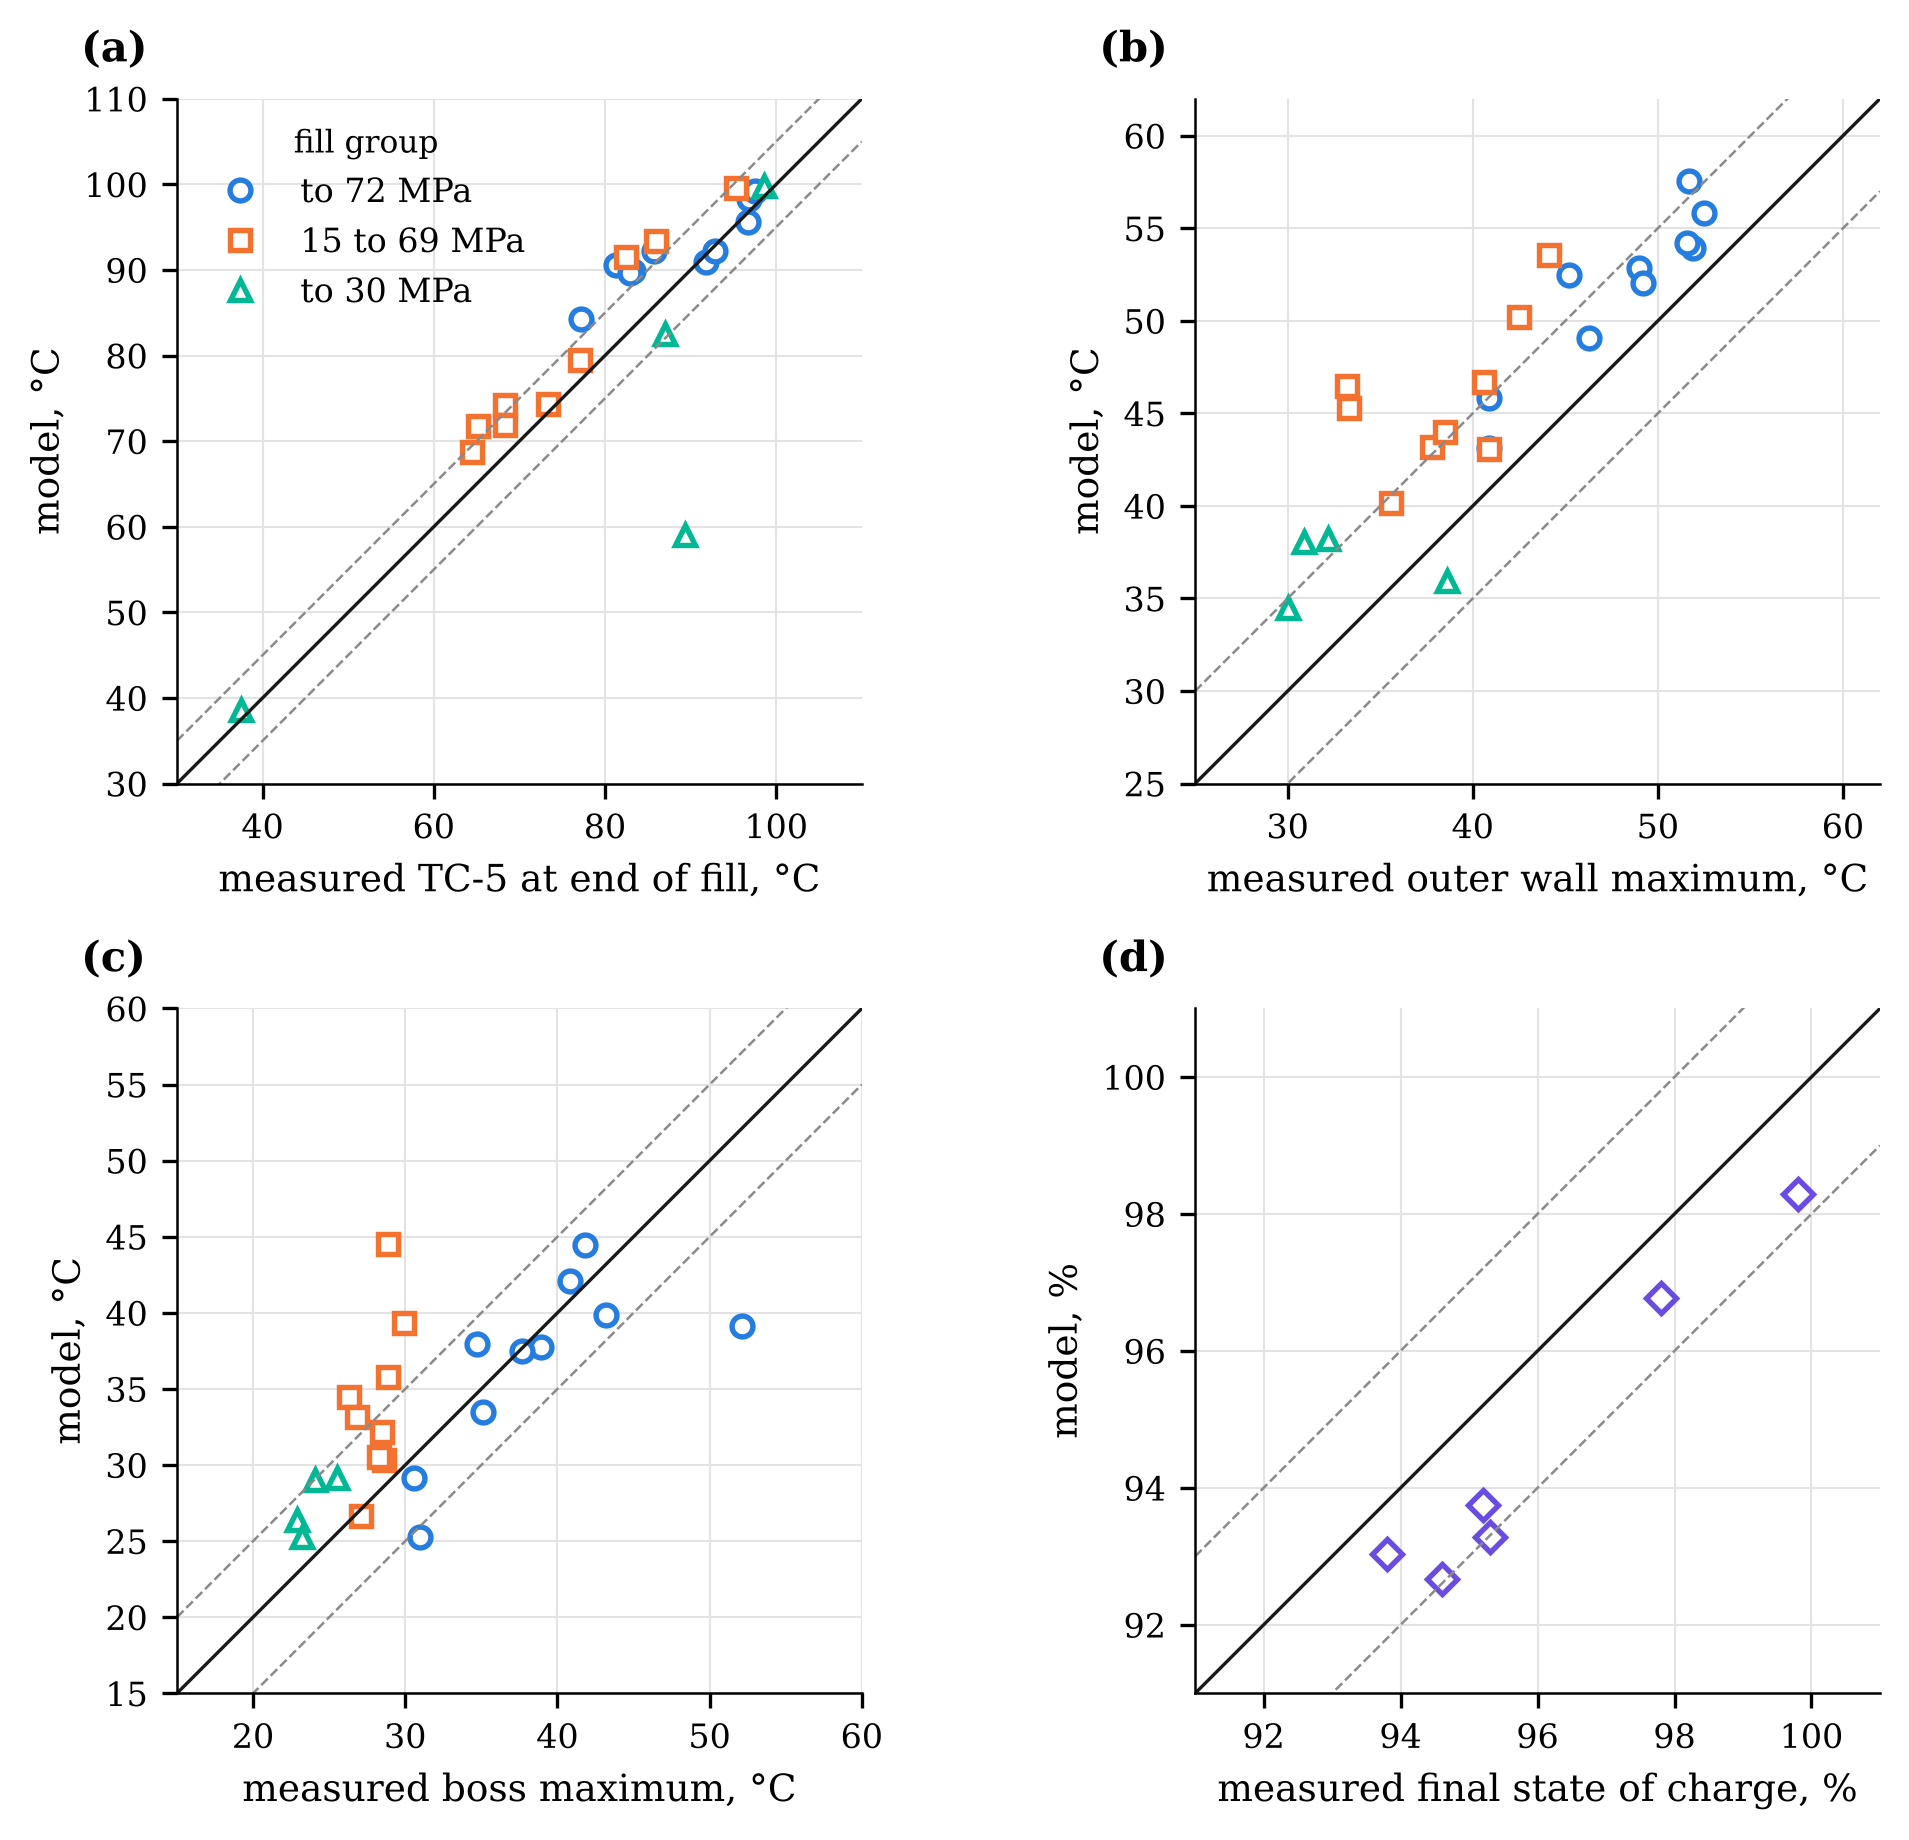 (a)
110
100
90
80
70
60
50
40
30
model, °C
fill group
to 72 MPa
15 to 69 MPa
to 30 MPa
40 60 80 100
measured TC-5 at end of fill, °C
(b)
60
55
50
45
40
35
30
25
model, °C
30 40 50 60
measured outer wall maximum, °C
(c)
60
55
50
45
40
35
30
25
20
15
model, °C
20 30 40 50 60
measured boss maximum, °C
(d)
100
98
96
94
92
model, %
92 94 96 98 100
measured final state of charge, %